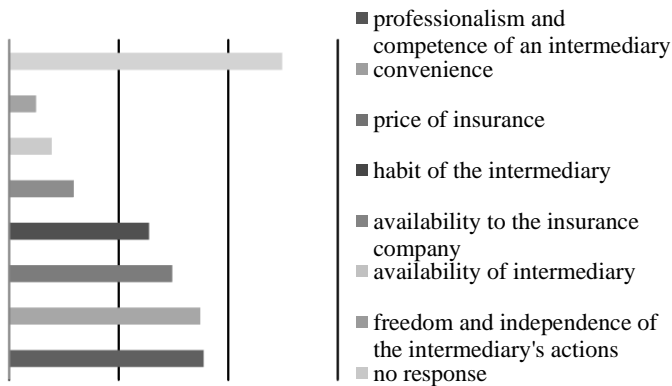 professionalism and
competence of an intermediary
convenience
price of insurance
habit of the intermediary
availability to the insurance
company
availability of intermediary
freedom and independence of
the intermediary's actions
no response